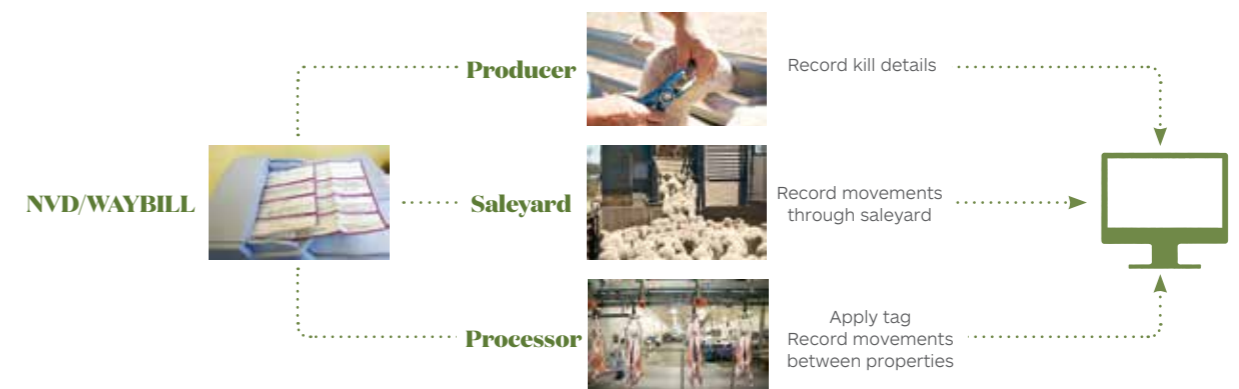 Producer
Record kill details
NVD/WAYBILL
Saleyard
Record movements
through saleyard
Processor
Apply tag
Record movements
between properties